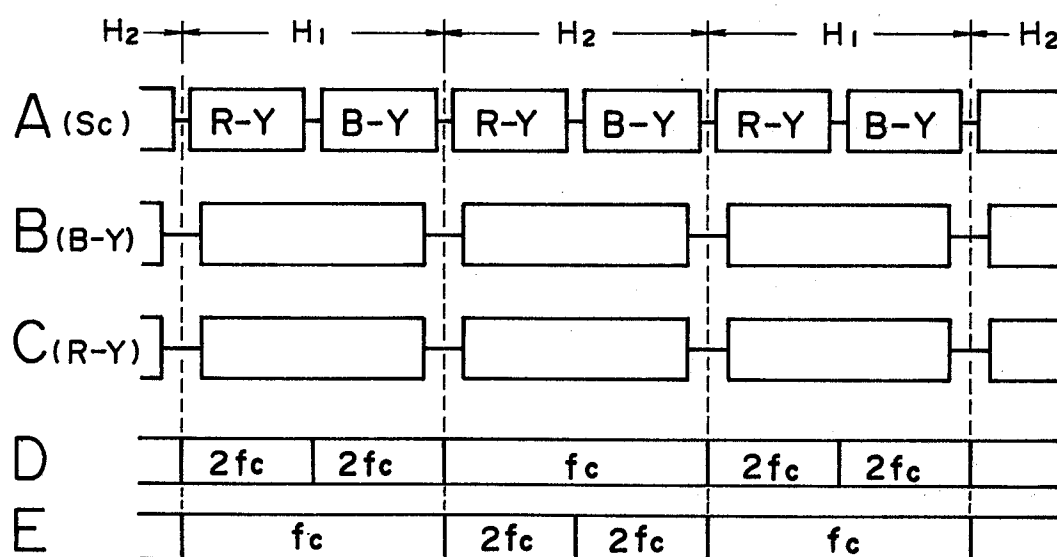 H₂ H₁ H₂ H₁ H₂
A (Sc) R-Y B-Y R-Y B-Y R-Y B-Y
B (B-Y)
C (R-Y)
D 2fc 2fc fc 2fc 2fc
E fc 2fc 2fc fc